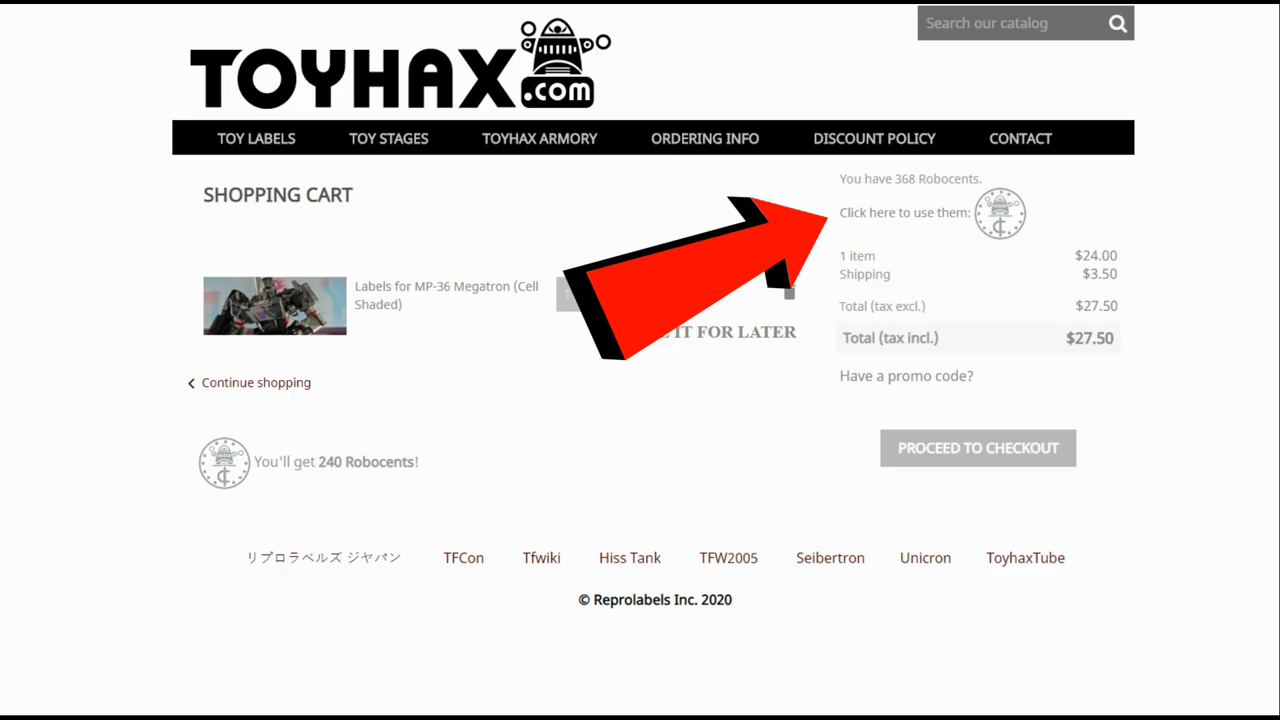 Search our catalog
TOYHAX
.com
TOY LABELS TOY STAGES TOYHAX ARMORY ORDERING INFO DISCOUNT POLICY CONTACT
SHOPPING CART
You have 368 Robocents.
Click here to use them:
1 item $24.00
Shipping $3.50
Total (tax excl.) $27.50
Total (tax incl.) $27.50
Have a promo code?
PROCEED TO CHECKOUT
Labels for MP-36 Megatron (Cell
Shaded)
IT FOR LATER
Continue shopping
You'll get 240 Robocents!
リプロラベルズ ジヤパン TFCon Tfwiki Hiss Tank TFW2005 Seibertron Unicron ToyhaxTube
© Reprolabels Inc. 2020